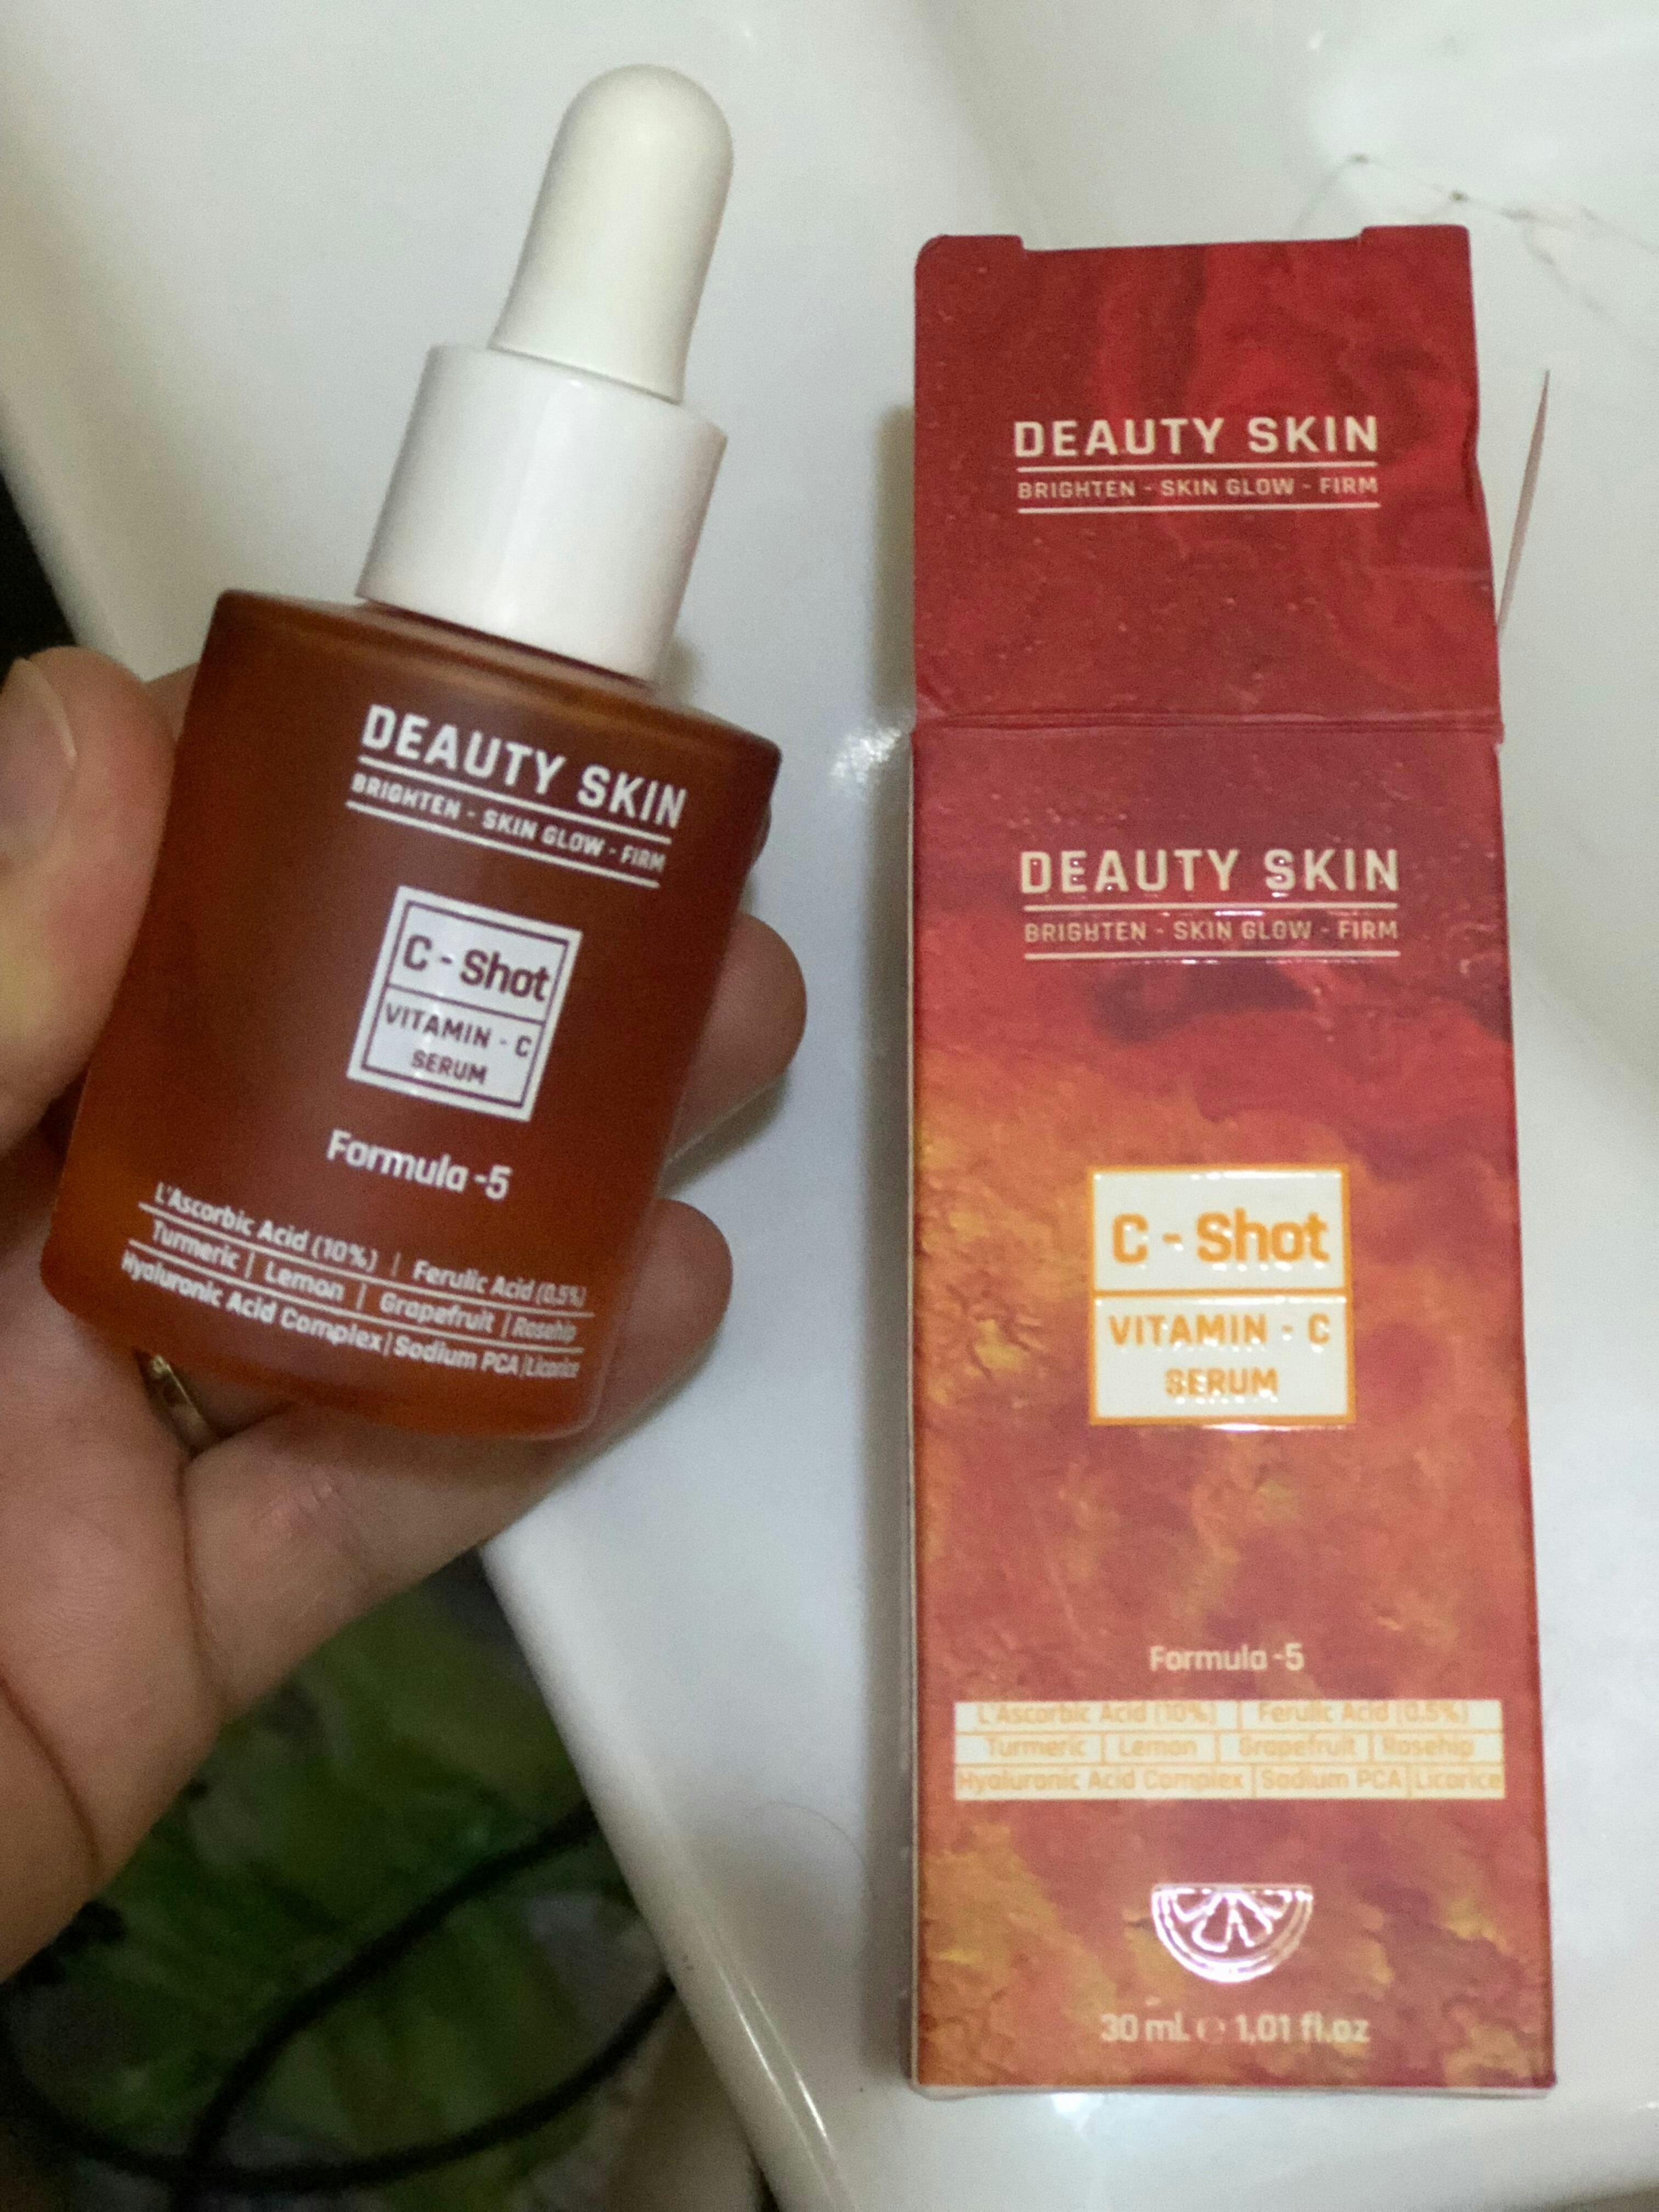 DEAUTY SKIN
BRIGHTEN - SKIN GLOW - FIRM
C - Shot
VITAMIN - C
SERUM
Formula -5
L'Ascorbic Acid (10%) | Ferulic Acid (0.5%)
Turmeric | Lemon | Grapefruit | Rosehip
Hyaluronic Acid Complex | Sodium PCA | Licorice
DEAUTY SKIN
BRIGHTEN - SKIN GLOW - FIRM
DEAUTY SKIN
BRIGHTEN - SKIN GLOW - FIRM
C - Shot
VITAMIN - C
SERUM
Formula -5
L'Ascorbic Acid (10%) | Ferulic Acid (0.5%)
Turmeric | Lemon | Grapefruit | Rosehip
Hyaluronic Acid Complex | Sodium PCA | Licorice
30 mL ℮ 1,01 fl.oz